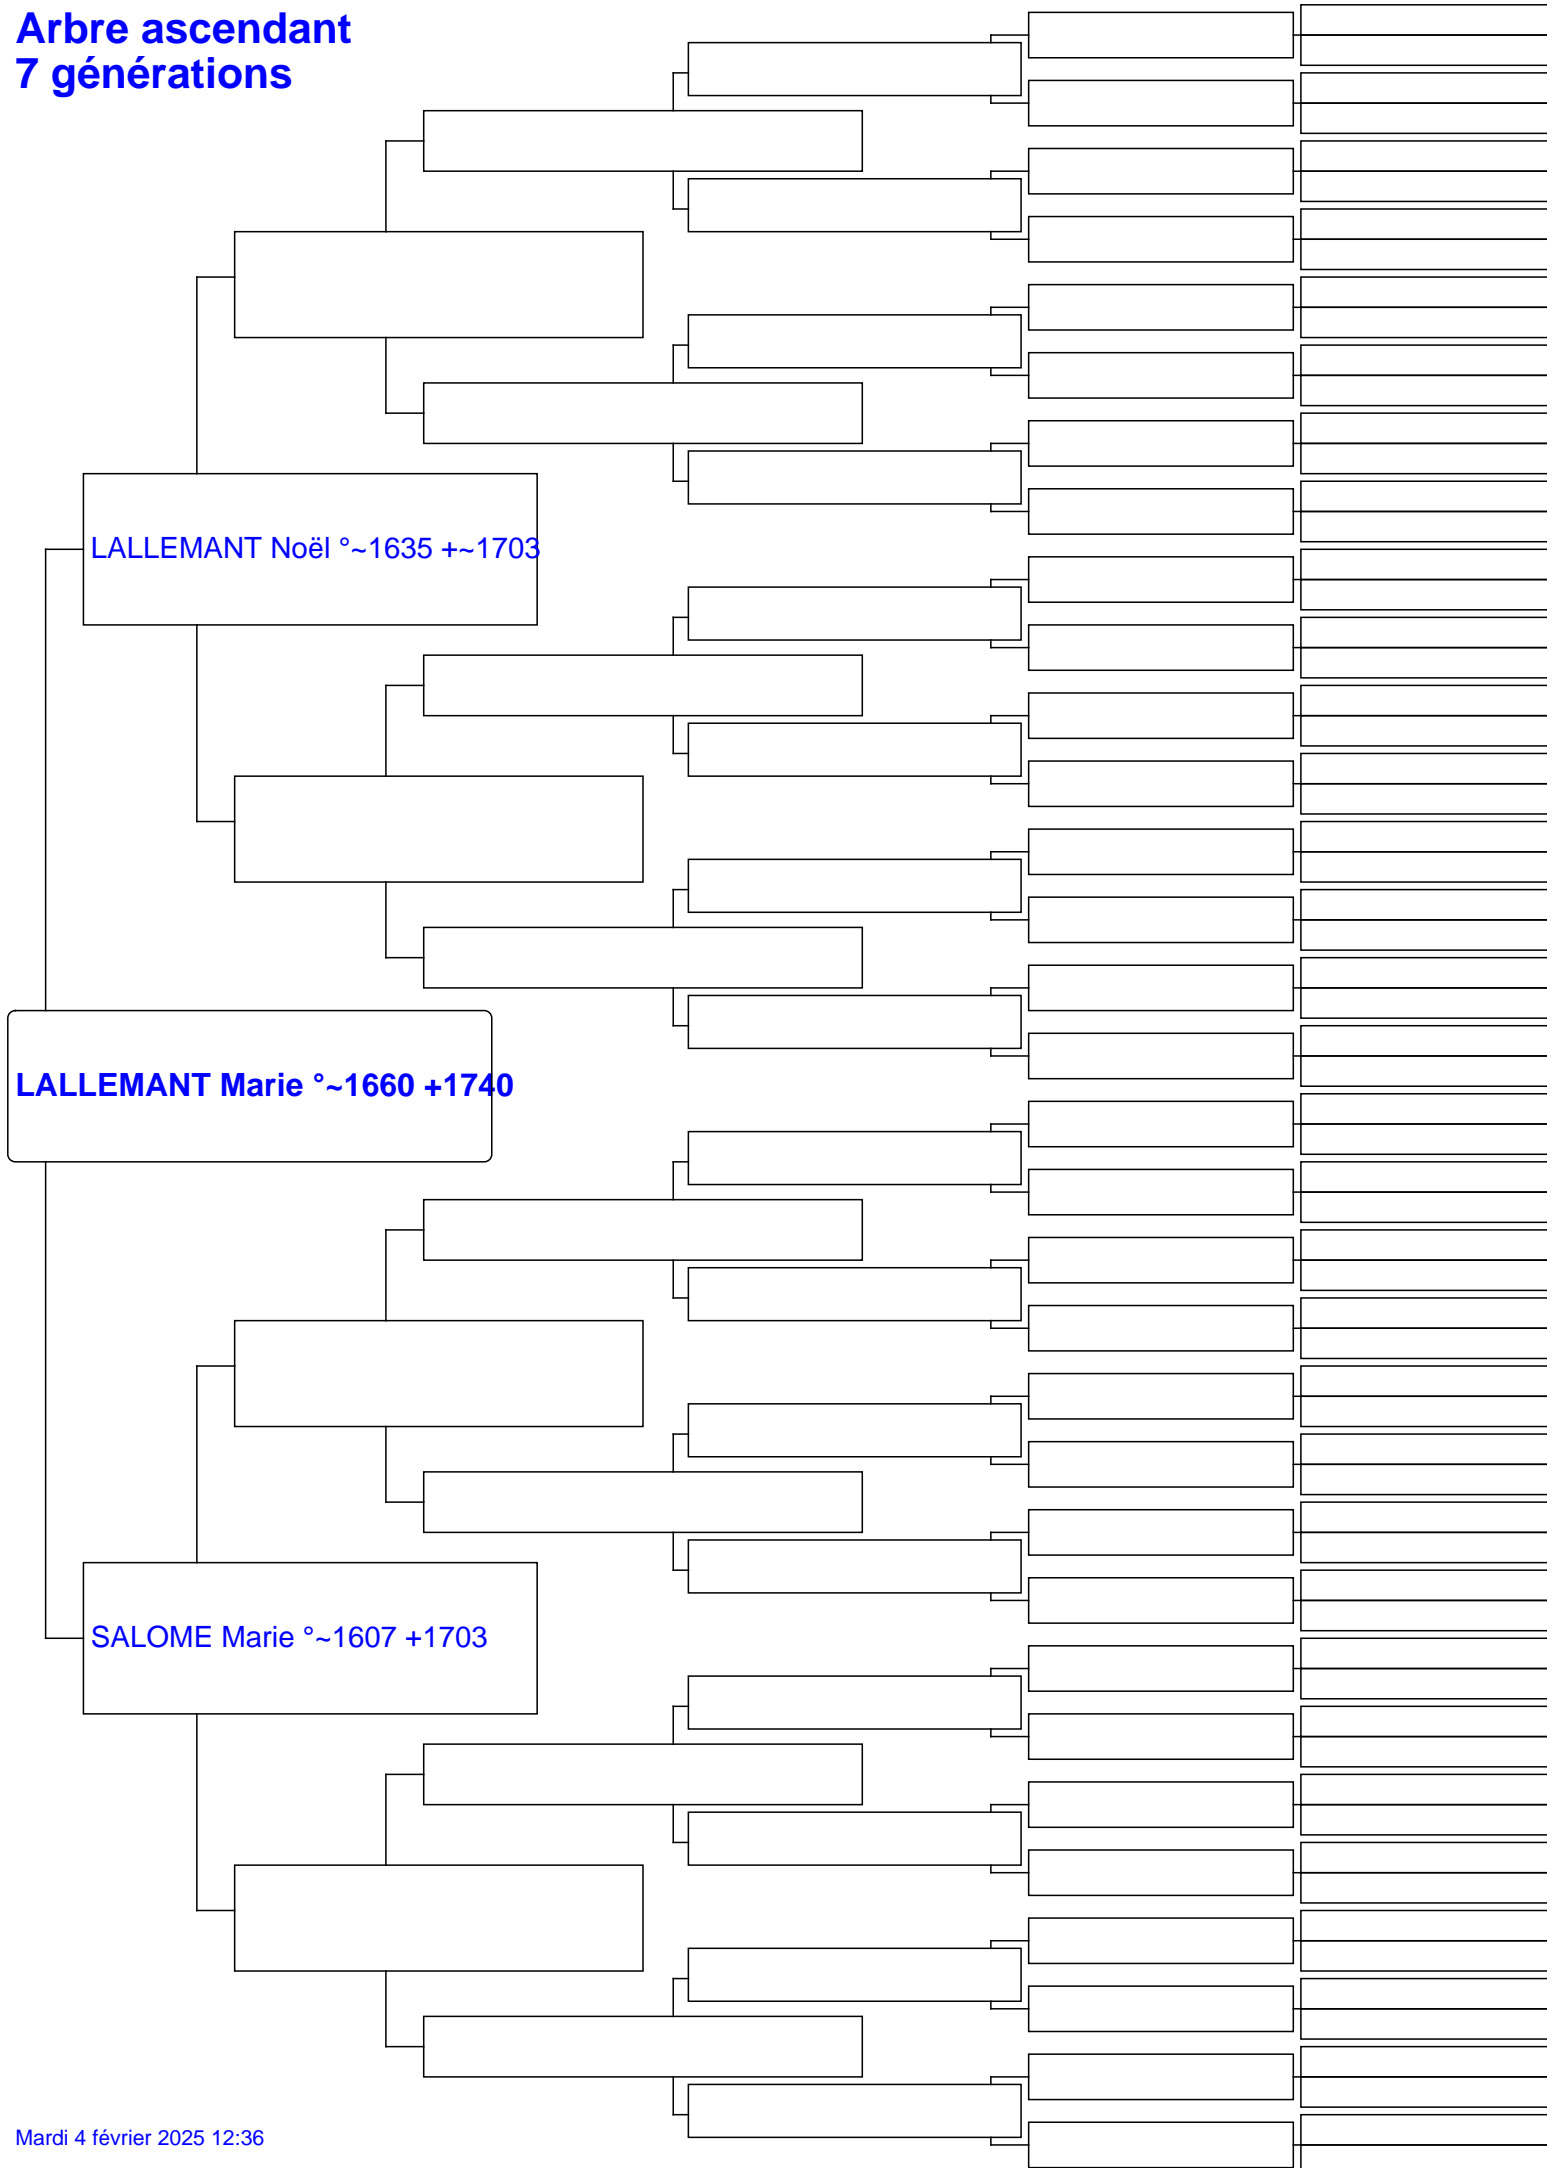 Arbre ascendant
7 générations
LALLEMANT Noël °~1635 +~1703
LALLEMANT Marie °~1660 +1740
SALOME Marie °~1607 +1703
Mardi 4 février 2025 12:36